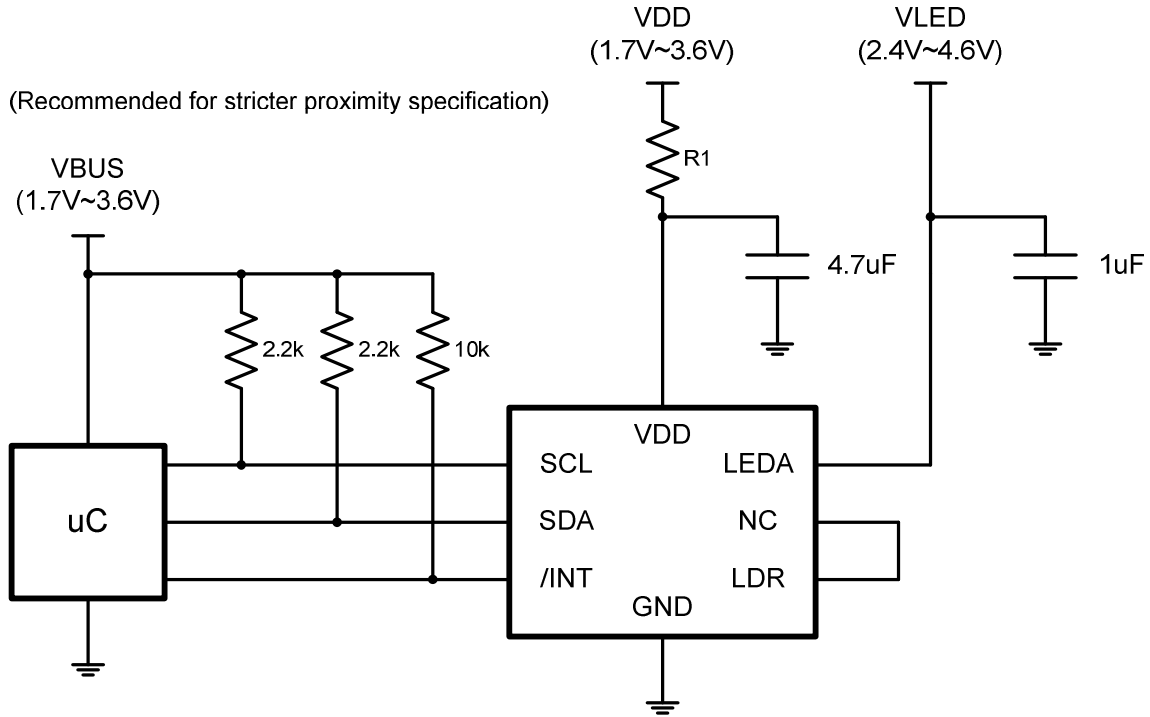 VDD
(1.7V~3.6V)
VLED
(2.4V~4.6V)
(Recommended for stricter proximity specification)
VBUS
(1.7V~3.6V)
R1
4.7uF
1uF
2.2k
2.2k
10k
VDD
SCL
LEDA
uC
SDA
NC
/INT
LDR
GND